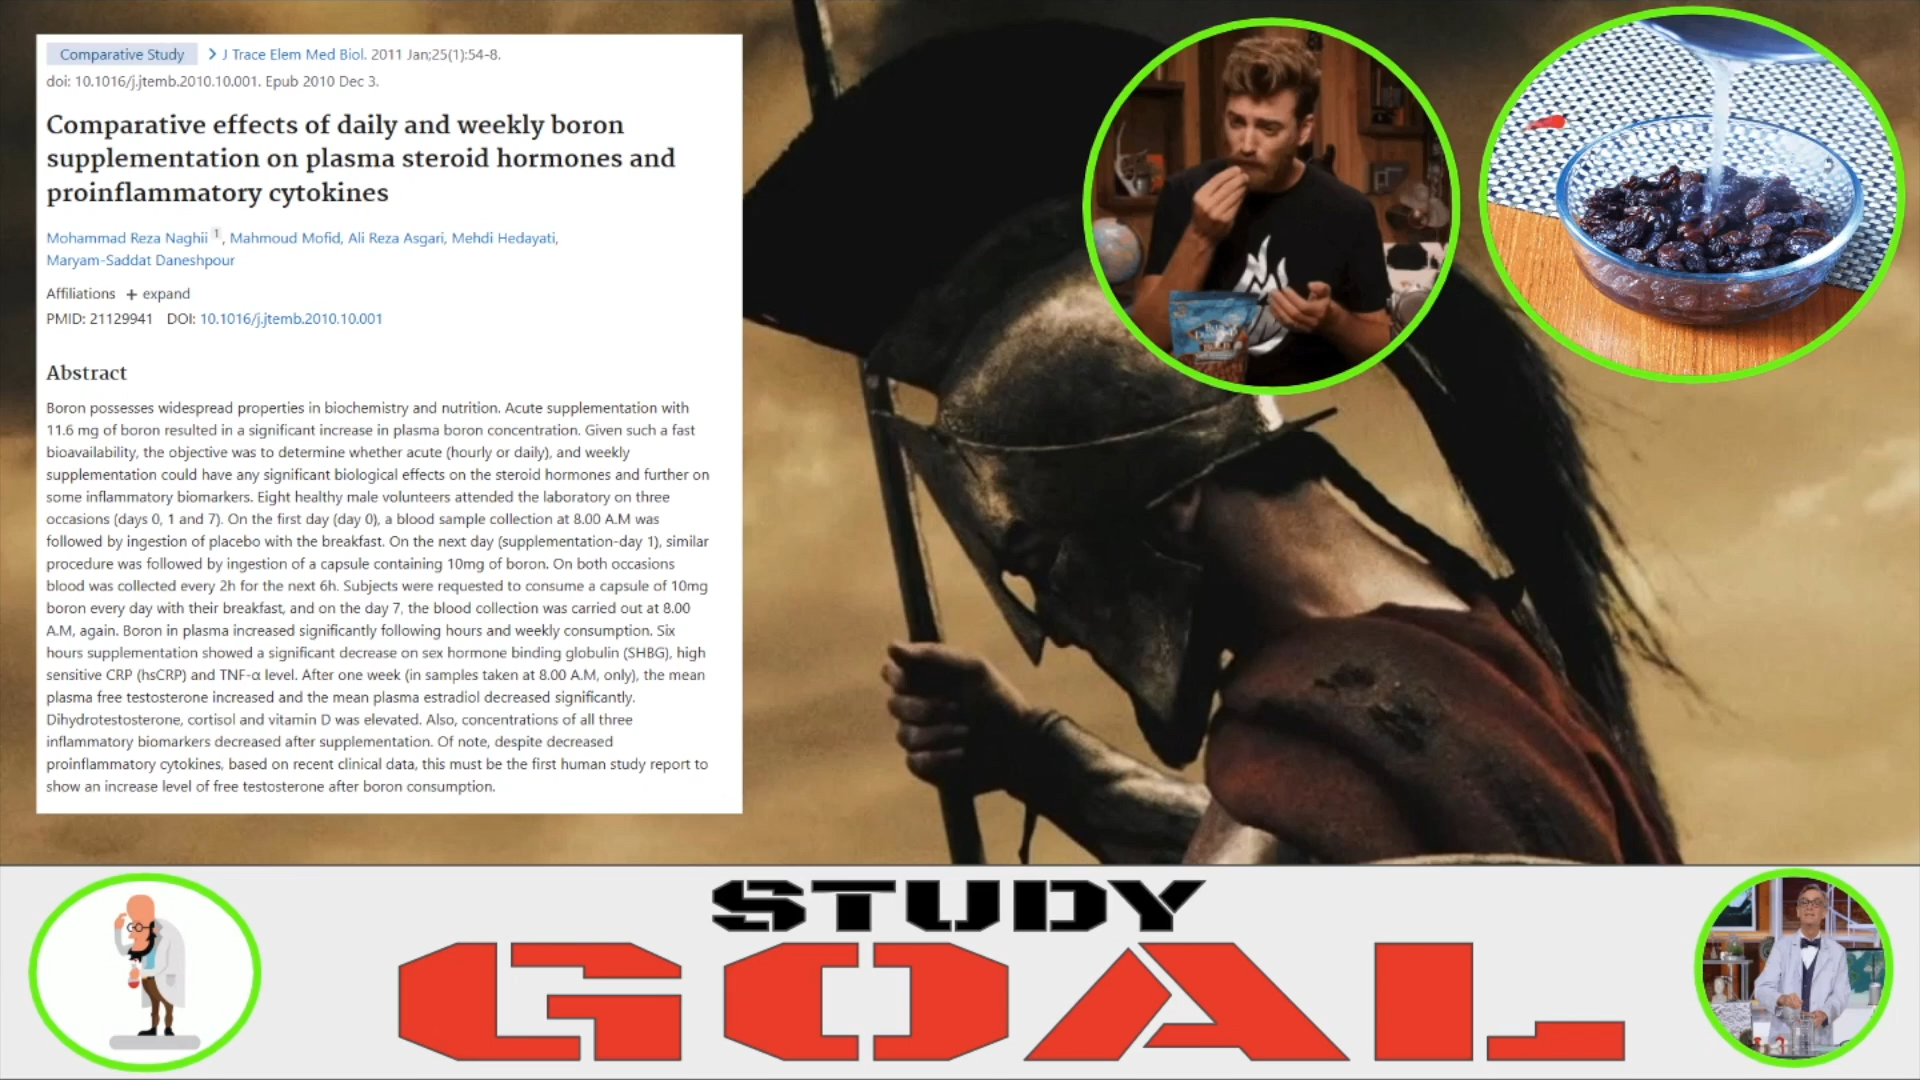 Comparative Study > J Trace Elem Med Biol. 2011 Jan;25(1):54-8.
doi: 10.1016/j.jtemb.2010.10.001. Epub 2010 Dec 3.
Comparative effects of daily and weekly boron
supplementation on plasma steroid hormones and
proinflammatory cytokines
Mohammad Reza Naghii 1, Mahmoud Mofid, Ali Reza Asgari, Mehdi Hedayati,
Maryam-Saddat Daneshpour
Affiliations + expand
PMID: 21129941 DOI: 10.1016/j.jtemb.2010.10.001
Abstract
Boron possesses widespread properties in biochemistry and nutrition. Acute supplementation with
11.6 mg of boron resulted in a significant increase in plasma boron concentration. Given such a fast
bioavailability, the objective was to determine whether acute (hourly or daily), and weekly
supplementation could have any significant biological effects on the steroid hormones and further on
some inflammatory biomarkers. Eight healthy male volunteers attended the laboratory on three
occasions (days 0, 1 and 7). On the first day (day 0), a blood sample collection at 8.00 A.M was
followed by ingestion of placebo with the breakfast. On the next day (supplementation-day 1), similar
procedure was followed by ingestion of a capsule containing 10mg of boron. On both occasions
blood was collected every 2h for the next 6h. Subjects were requested to consume a capsule of 10mg
boron every day with their breakfast, and on the day 7, the blood collection was carried out at 8.00
A.M, again. Boron in plasma increased significantly following hours and weekly consumption. Six
hours supplementation showed a significant decrease on sex hormone binding globulin (SHBG), high
sensitive CRP (hsCRP) and TNF-α level. After one week (in samples taken at 8.00 A.M, only), the mean
plasma free testosterone increased and the mean plasma estradiol decreased significantly.
Dihydrotestosterone, cortisol and vitamin D was elevated. Also, concentrations of all three
inflammatory biomarkers decreased after supplementation. Of note, despite decreased
proinflammatory cytokines, based on recent clinical data, this must be the first human study report to
show an increase level of free testosterone after boron consumption.
STUDY
GOAL